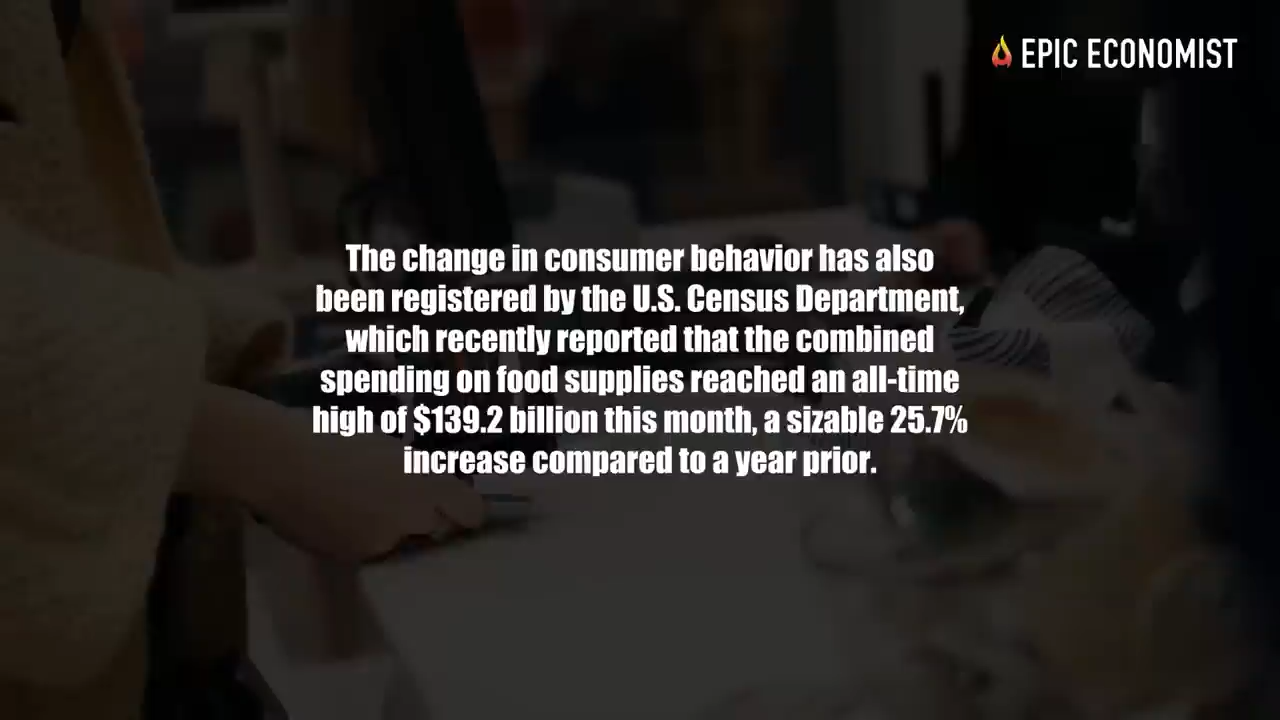 EPIC ECONOMIST
The change in consumer behavior has also
been registered by the U.S. Census Department,
which recently reported that the combined
spending on food supplies reached an all-time
high of $139.2 billion this month, a sizable 25.7%
increase compared to a year prior.